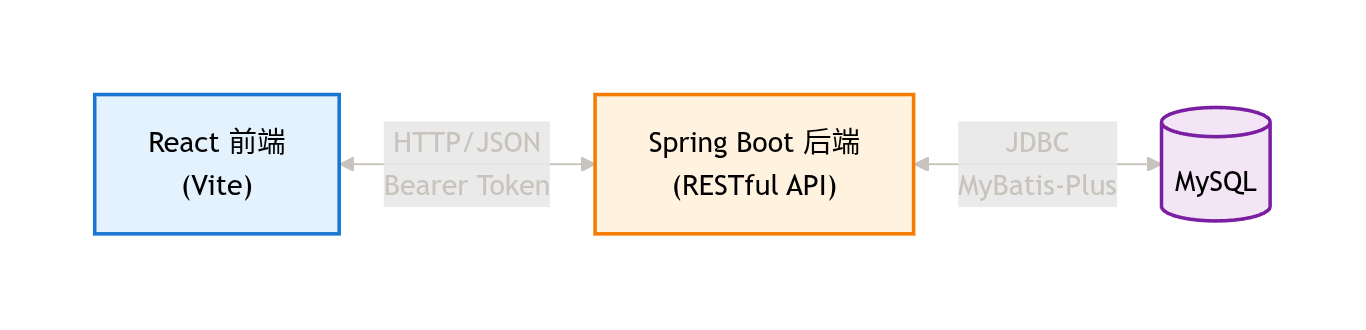 React 前端
(Vite)
HTTP/JSON
Bearer Token
Spring Boot 后端
(RESTful API)
JDBC
MyBatis-Plus
MySQL